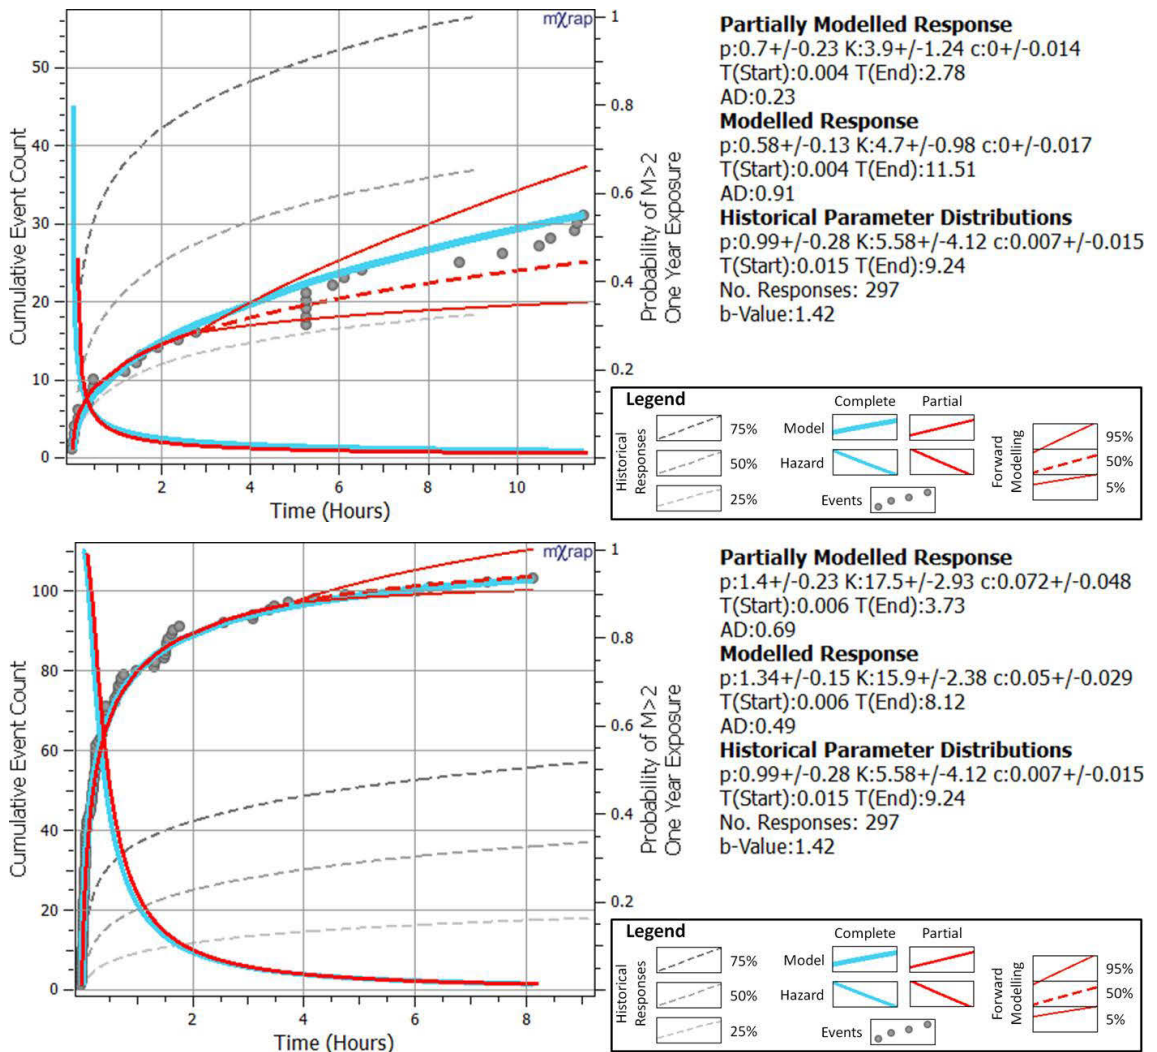 mχrap
Cumulative Event Count
50
40
30
20
10
0
2
4
6
8
10
Time (Hours)
1
0.8
0.6
0.4
0.2
Probability of M>2
One Year Exposure
Partially Modelled Response
p:0.7+/-0.23 K:3.9+/-1.24 c:0+/-0.014
T(Start):0.004 T(End):2.78
AD:0.23
Modelled Response
p:0.58+/-0.13 K:4.7+/-0.98 c:0+/-0.017
T(Start):0.004 T(End):11.51
AD:0.91
Historical Parameter Distributions
p:0.99+/-0.28 K:5.58+/-4.12 c:0.007+/-0.015
T(Start):0.015 T(End):9.24
No. Responses: 297
b-Value:1.42
Legend
Historical
Responses
75%
50%
25%
Complete
Partial
Model
Hazard
Events
Forward
Modelling
95%
50%
5%
mχrap
Cumulative Event Count
100
80
60
40
20
0
2
4
6
8
Time (Hours)
1
0.8
0.6
0.4
0.2
Probability of M>2
One Year Exposure
Partially Modelled Response
p:1.4+/-0.23 K:17.5+/-2.93 c:0.072+/-0.048
T(Start):0.006 T(End):3.73
AD:0.69
Modelled Response
p:1.34+/-0.15 K:15.9+/-2.38 c:0.05+/-0.029
T(Start):0.006 T(End):8.12
AD:0.49
Historical Parameter Distributions
p:0.99+/-0.28 K:5.58+/-4.12 c:0.007+/-0.015
T(Start):0.015 T(End):9.24
No. Responses: 297
b-Value:1.42
Legend
Historical
Responses
75%
50%
25%
Complete
Partial
Model
Hazard
Events
Forward
Modelling
95%
50%
5%